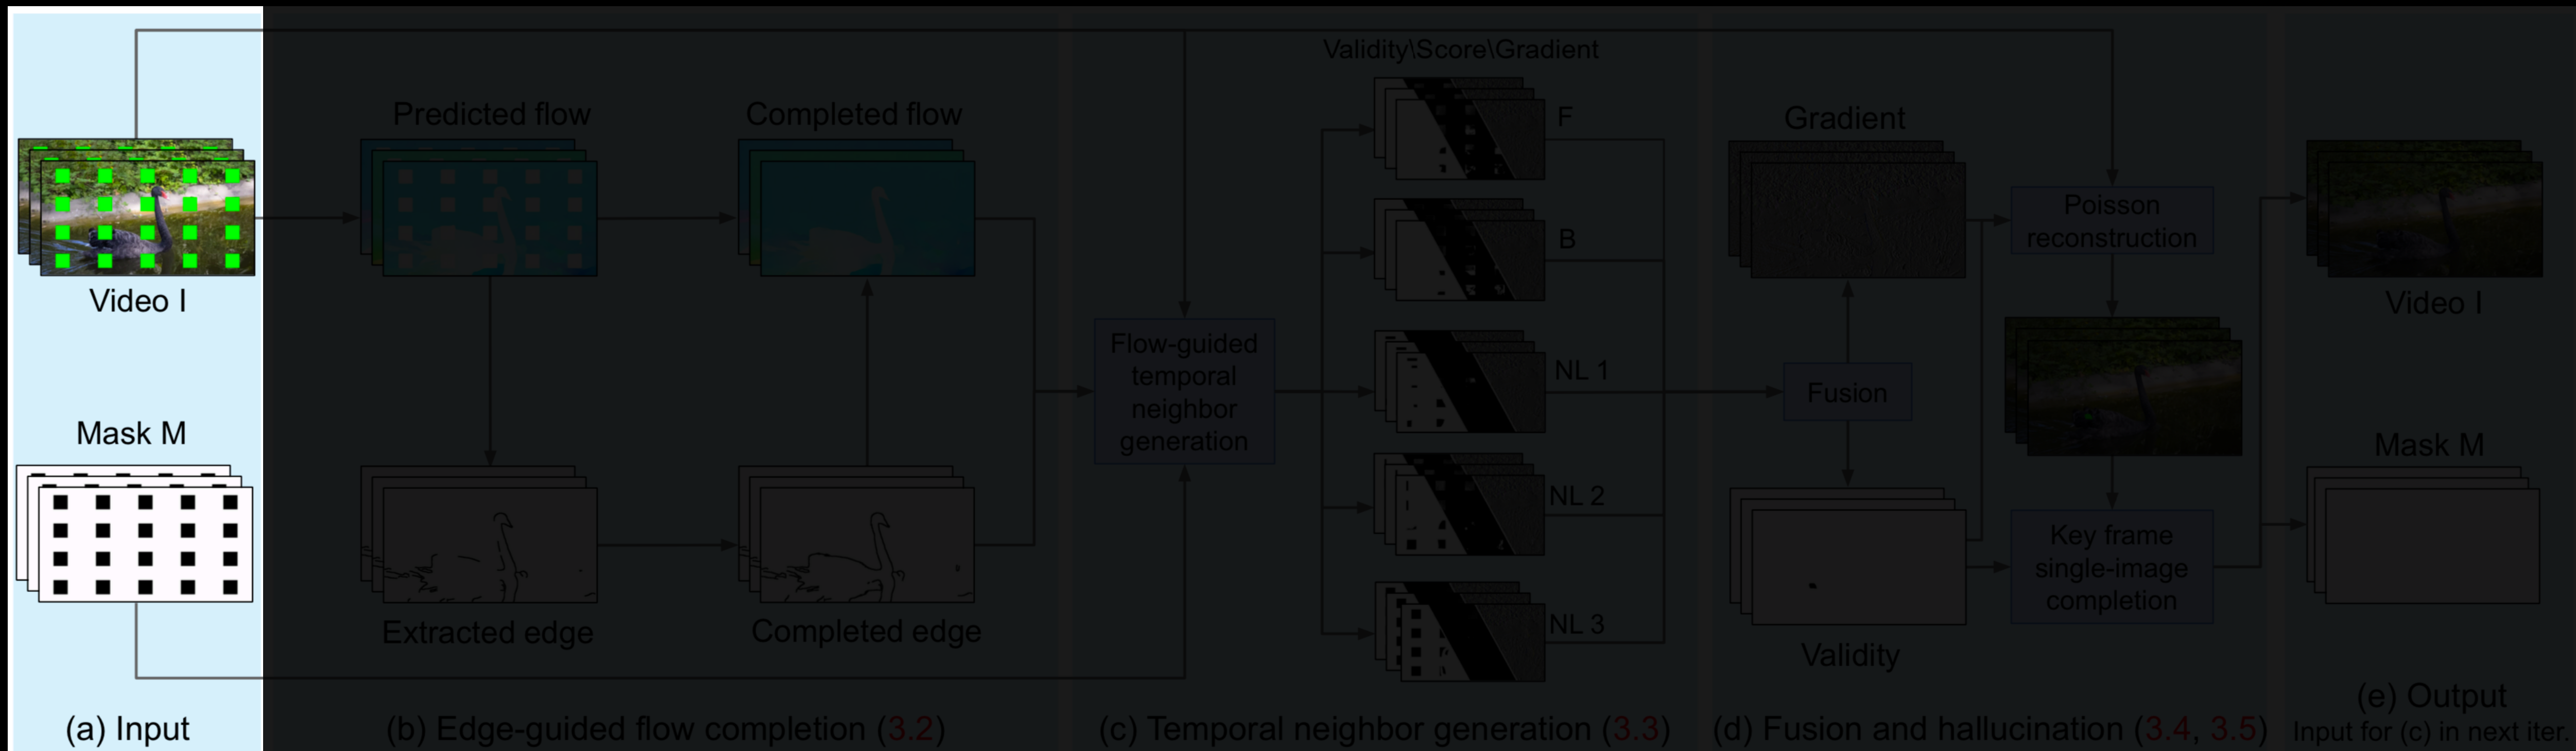 Validity\Score\Gradient
Predicted flow
Completed flow
F
Gradient
B
Poisson
reconstruction
Video I
Video I
Flow-guided
temporal
neighbor
generation
NL 1
Fusion
Mask M
Mask M
NL 2
Key frame
single-image
completion
Extracted edge
Completed edge
NL 3
Validity
(a) Input
(b) Edge-guided flow completion (3.2)
(c) Temporal neighbor generation (3.3)
(d) Fusion and hallucination (3.4, 3.5)
(e) Output
Input for (c) in next iter.